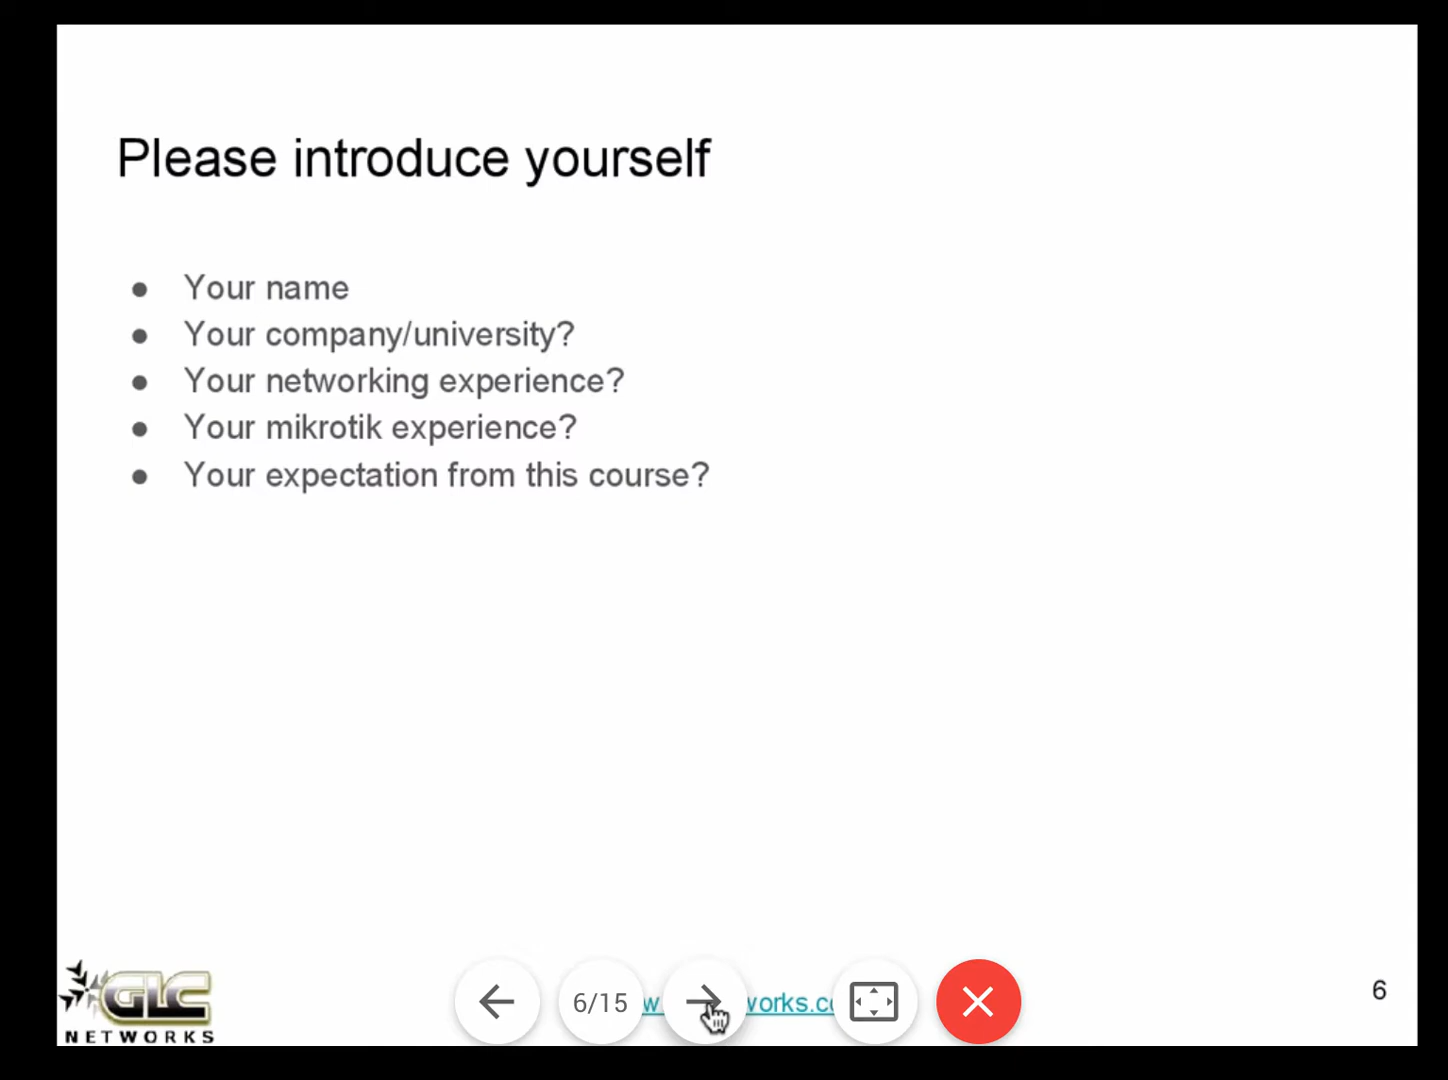 Please introduce yourself
● Your name
● Your company/university?
● Your networking experience?
● Your mikrotik experience?
● Your expectation from this course?
GLC
NETWORKS
6/15
6